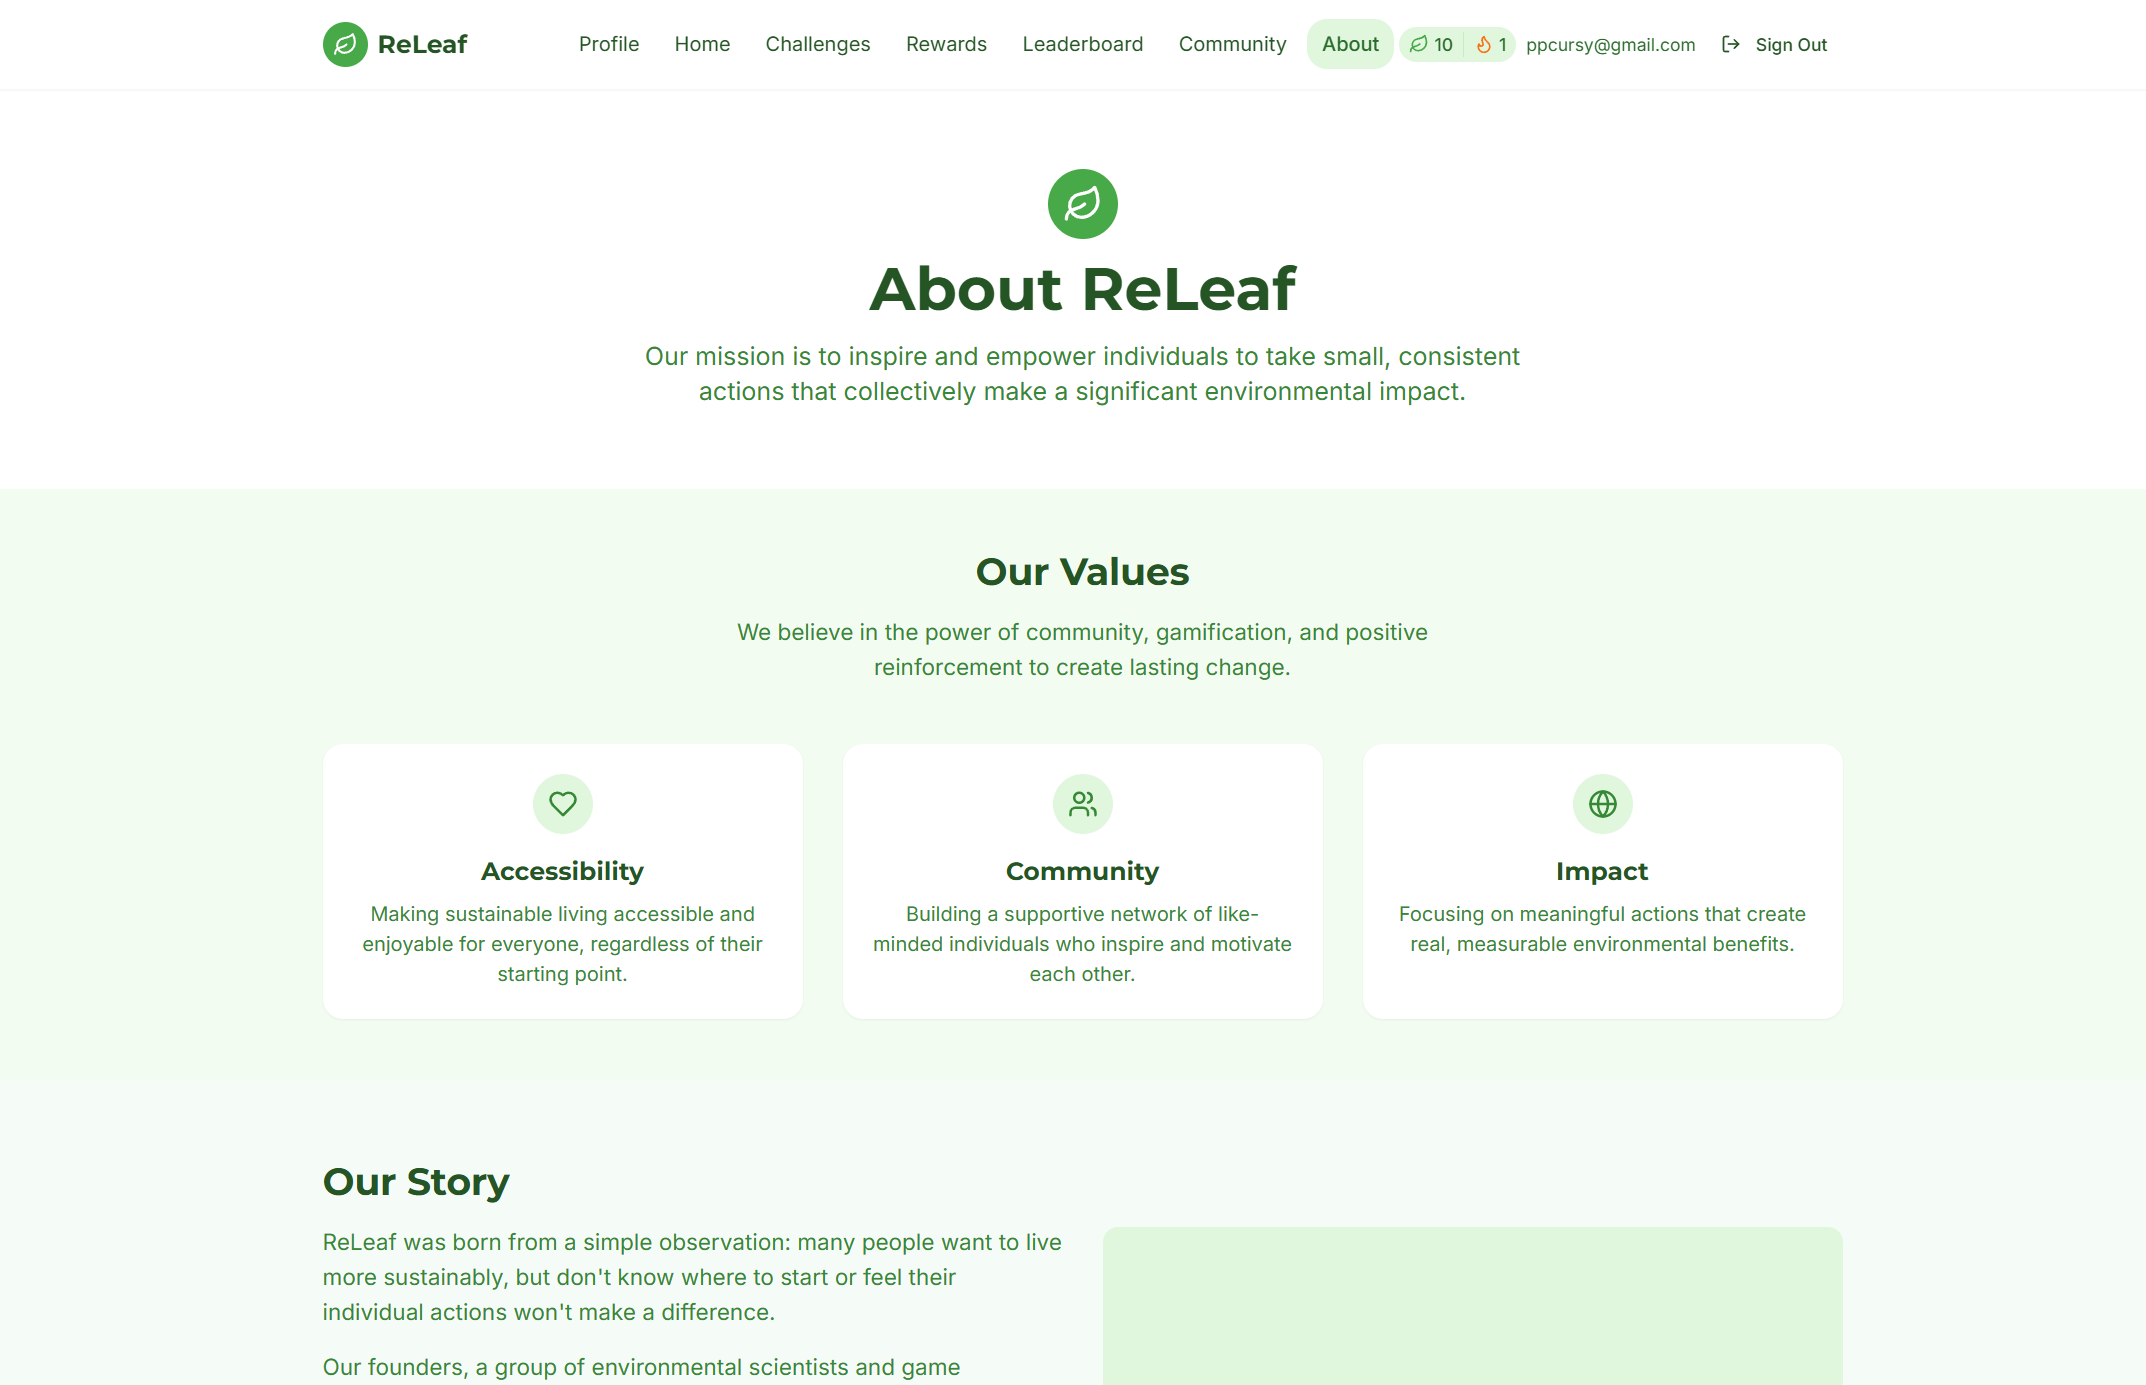 ReLeaf
Profile
Home
Challenges
Rewards
Leaderboard
Community
About
10
1
ppcursy@gmail.com
Sign Out
About ReLeaf
Our mission is to inspire and empower individuals to take small, consistent
actions that collectively make a significant environmental impact.
Our Values
We believe in the power of community, gamification, and positive
reinforcement to create lasting change.
Accessibility
Making sustainable living accessible and
enjoyable for everyone, regardless of their
starting point.
Community
Building a supportive network of like-
minded individuals who inspire and motivate
each other.
Impact
Focusing on meaningful actions that create
real, measurable environmental benefits.
Our Story
ReLeaf was born from a simple observation: many people want to live
more sustainably, but don't know where to start or feel their
individual actions won't make a difference.
Our founders, a group of environmental scientists and game